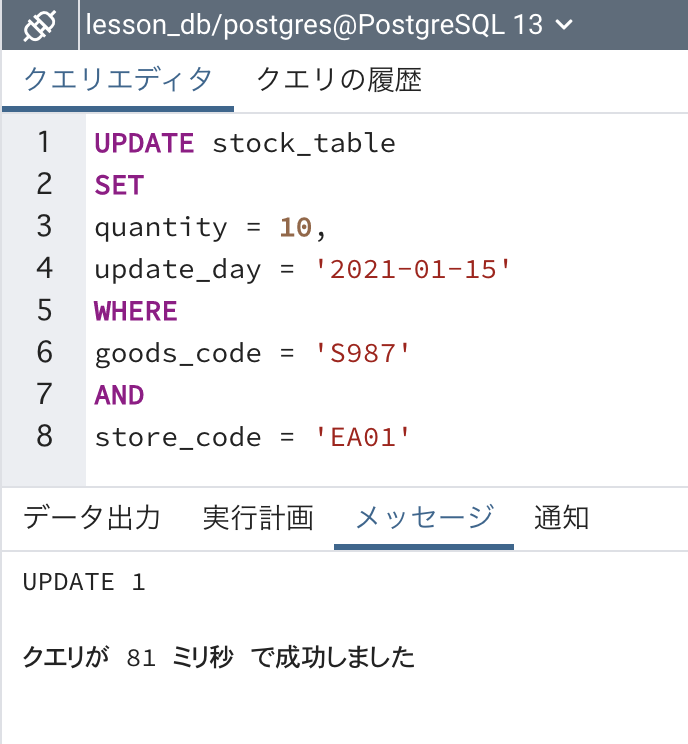 lesson_db/postgres@PostgreSQL 13
クエリエディタ クエリの履歴
1 UPDATE stock_table
2 SET
3 quantity = 10,
4 update_day = '2021-01-15'
5 WHERE
6 goods_code = 'S987'
7 AND
8 store_code = 'EA01'
データ出力 実行計画 メッセージ 通知
UPDATE 1
クエリが 81 ミリ秒 で成功しました